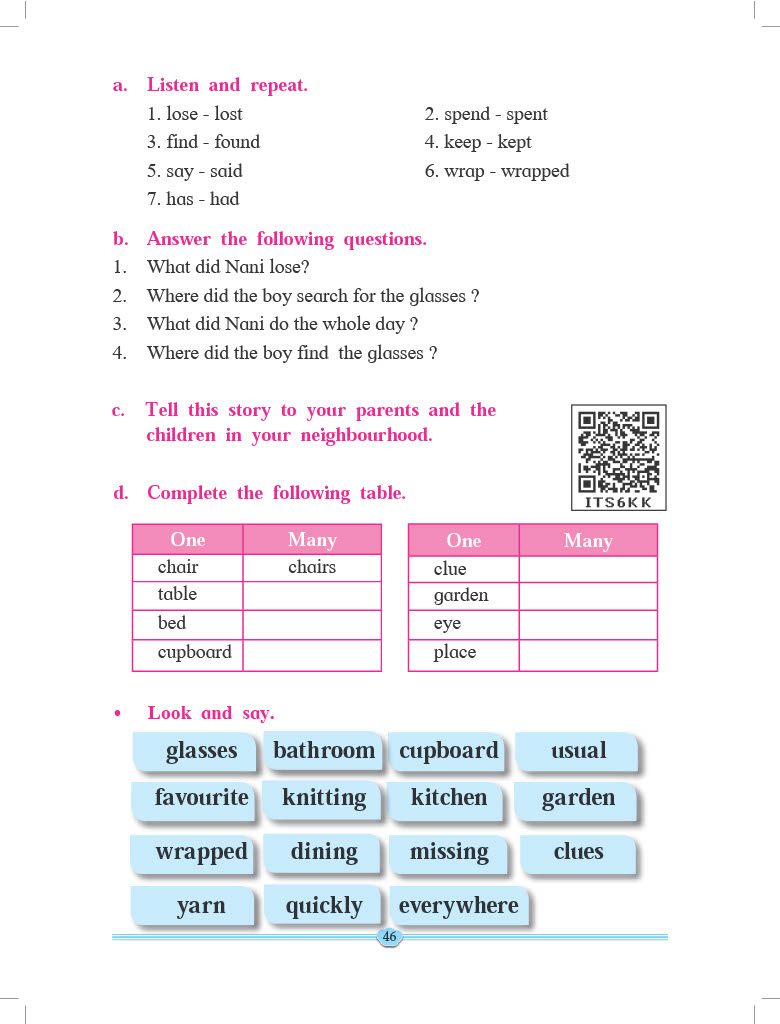 a. Listen and repeat.
1. lose - lost 2. spend - spent
3. find - found 4. keep - kept
5. say - said 6. wrap - wrapped
7. has - had
b. Answer the following questions.
1. What did Nani lose?
2. Where did the boy search for the glasses ?
3. What did Nani do the whole day ?
4. Where did the boy find the glasses ?
c. Tell this story to your parents and the
children in your neighbourhood.
ITS6KK
d. Complete the following table.
One Many
chair chairs
table
bed
cupboard
One Many
clue
garden
eye
place
• Look and say.
glasses bathroom cupboard usual
favourite knitting kitchen garden
wrapped dining missing clues
yarn quickly everywhere
46